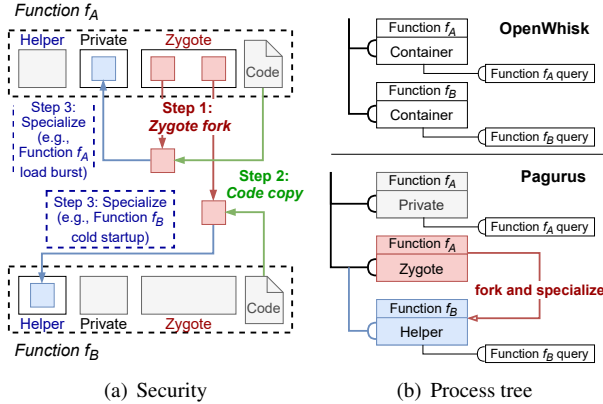 Function f_A
Helper Private Zygote
Code
Step 3:
Specialize
(e.g.,
Function f_A
load burst)
Step 1:
Zygote fork
Step 2:
Code copy
Step 3: Specialize
(e.g., Function f_B
cold startup)
Code
Helper Private Zygote
Function f_B
(a) Security
OpenWhisk
Function f_A
Container
Function f_A query
Function f_B
Container
Function f_B query
Pagurus
Function f_A
Private
Function f_A query
Function f_A
Zygote
fork and specialize
Function f_B
Helper
Function f_B query
(b) Process tree